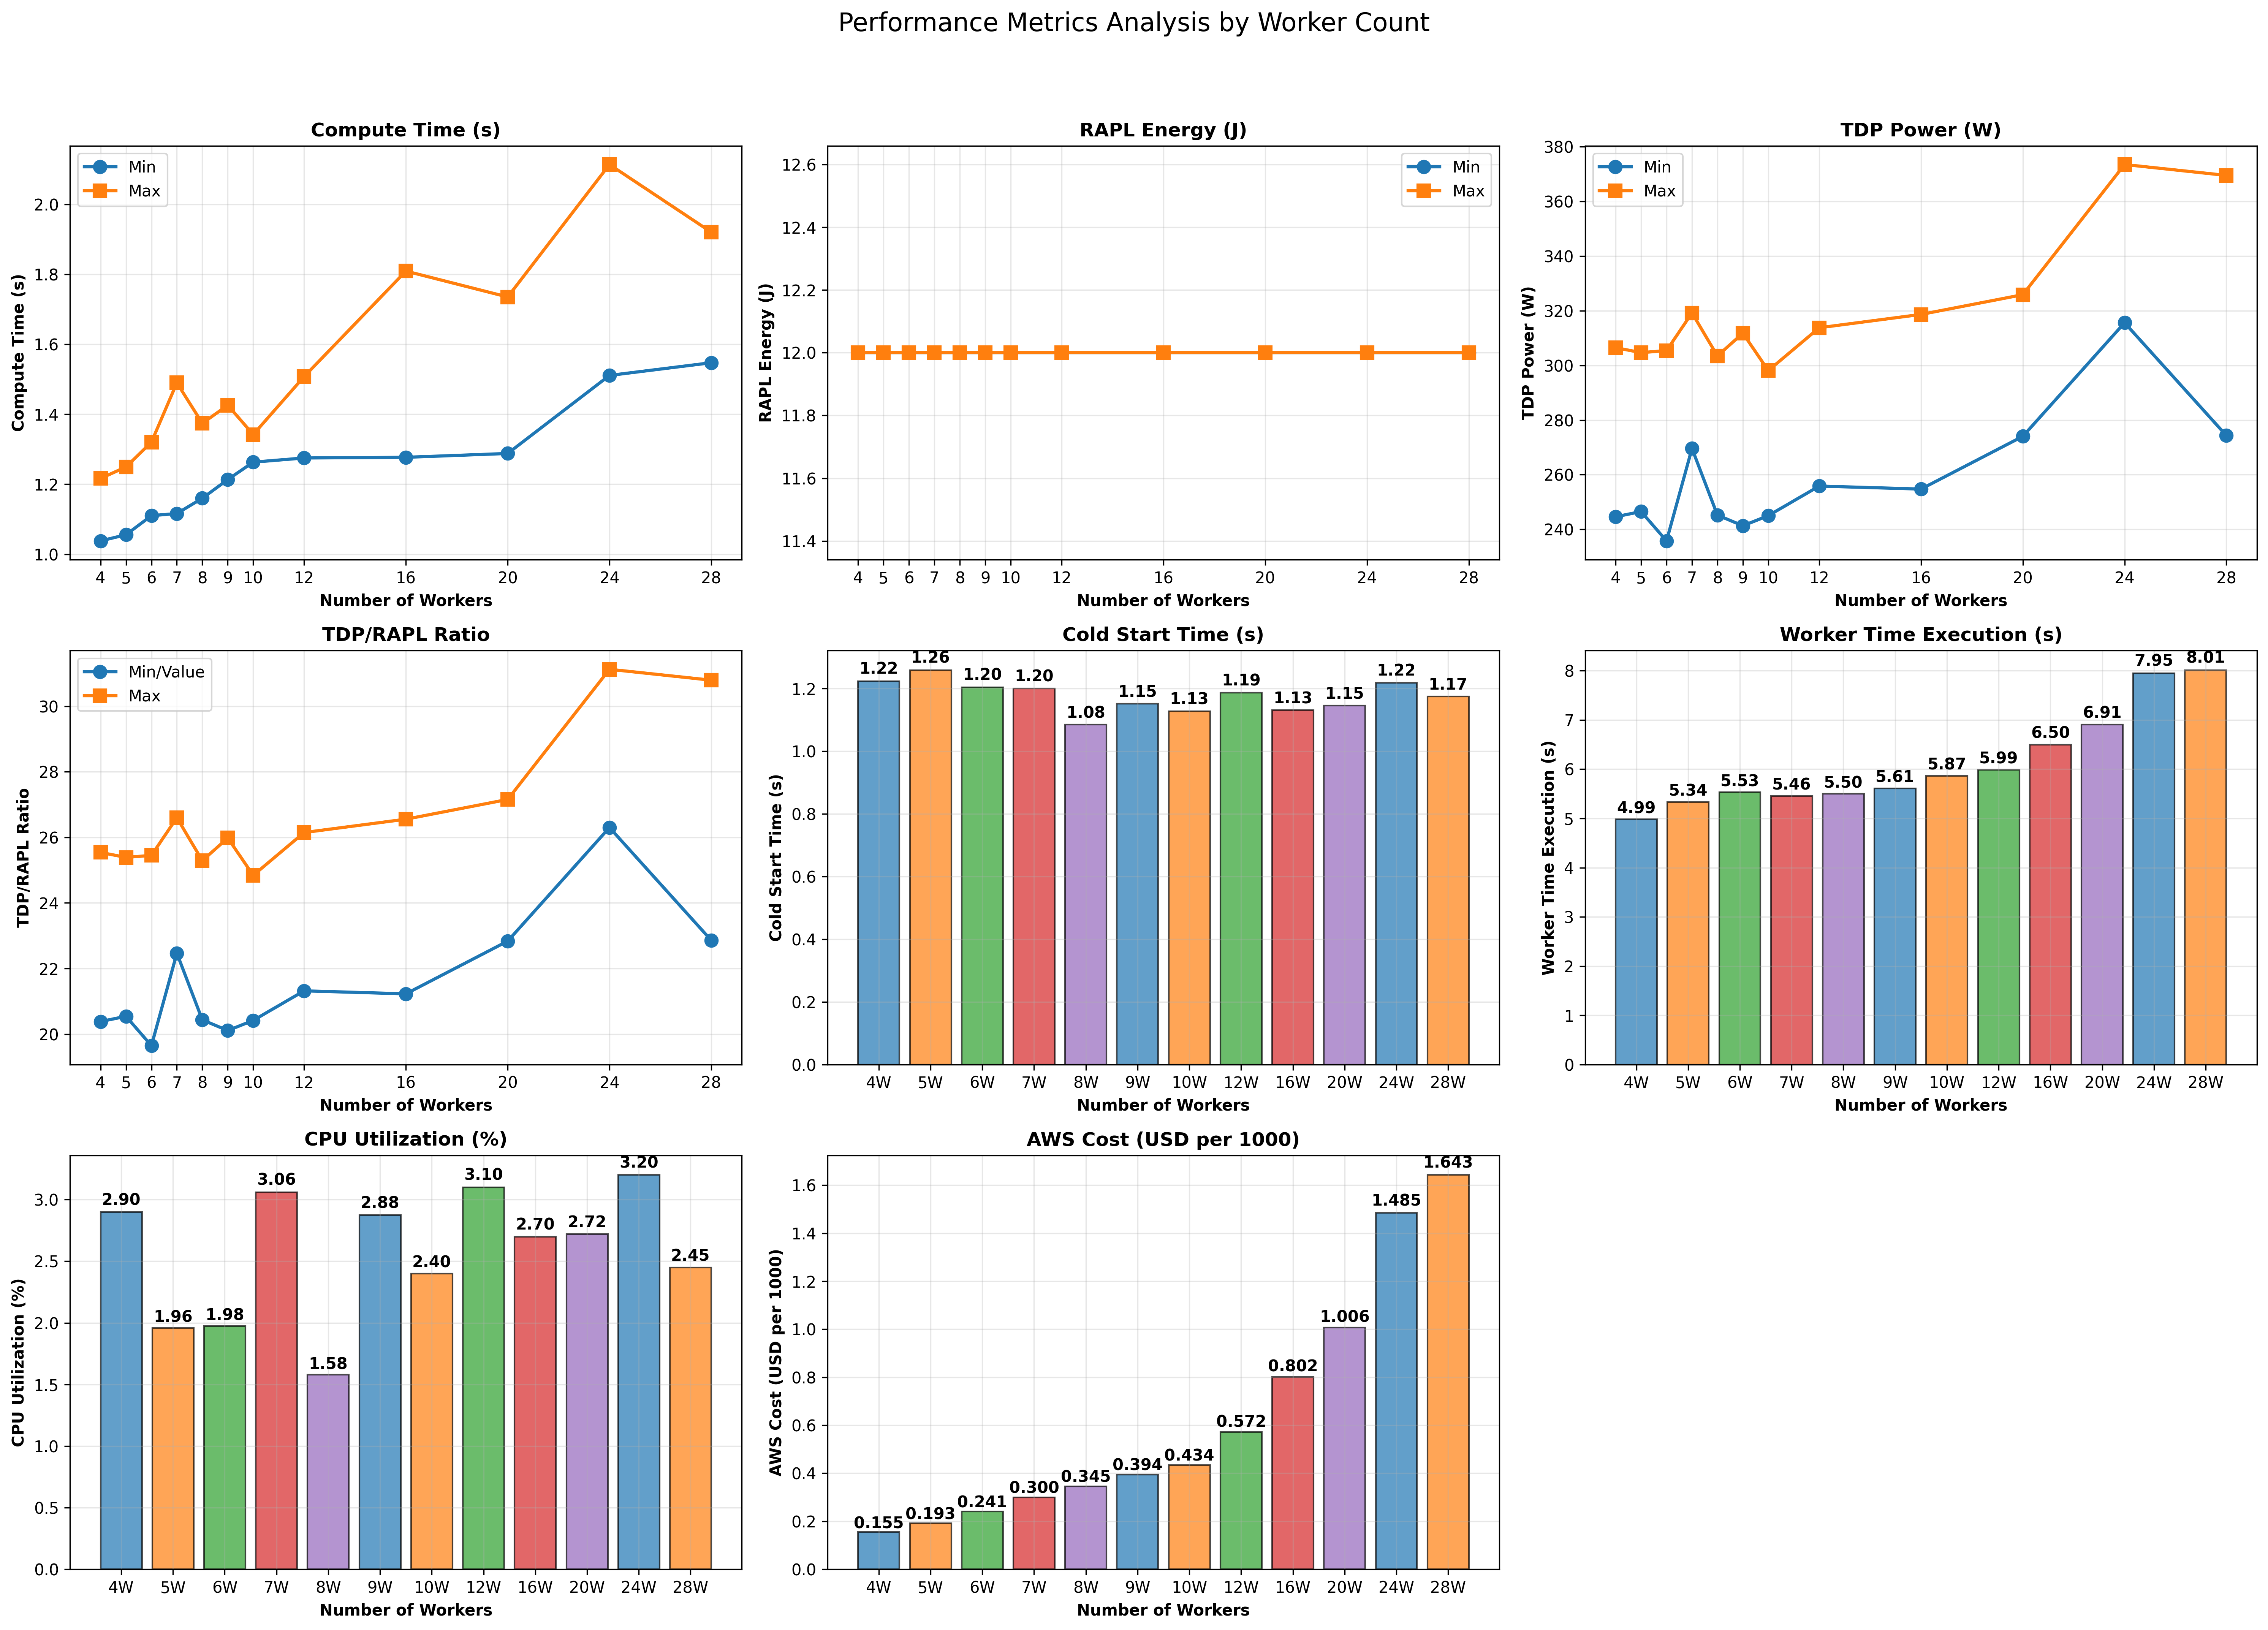 Performance Metrics Analysis by Worker Count
Compute Time (s)
Min
Max
Compute Time (s)
2.0
1.8
1.6
1.4
1.2
1.0
4 5 6 7 8 9 10 12 16 20 24 28
Number of Workers
RAPL Energy (J)
Min
Max
RAPL Energy (J)
12.6
12.4
12.2
12.0
11.8
11.6
11.4
4 5 6 7 8 9 10 12 16 20 24 28
Number of Workers
TDP Power (W)
Min
Max
TDP Power (W)
380
360
340
320
300
280
260
240
4 5 6 7 8 9 10 12 16 20 24 28
Number of Workers
TDP/RAPL Ratio
Min/Value
Max
TDP/RAPL Ratio
30
28
26
24
22
20
4 5 6 7 8 9 10 12 16 20 24 28
Number of Workers
Cold Start Time (s)
Cold Start Time (s)
1.2
1.0
0.8
0.6
0.4
0.2
0.0
1.22 1.26 1.20 1.20 1.08 1.15 1.13 1.19 1.13 1.15 1.22 1.17
4W 5W 6W 7W 8W 9W 10W 12W 16W 20W 24W 28W
Number of Workers
Worker Time Execution (s)
Worker Time Execution (s)
8
7
6
5
4
3
2
1
0
4.99 5.34 5.53 5.46 5.50 5.61 5.87 5.99 6.50 6.91 7.95 8.01
4W 5W 6W 7W 8W 9W 10W 12W 16W 20W 24W 28W
Number of Workers
CPU Utilization (%)
CPU Utilization (%)
3.0
2.5
2.0
1.5
1.0
0.5
0.0
2.90 1.96 1.98 3.06 1.58 2.88 2.40 3.10 2.70 2.72 3.20 2.45
4W 5W 6W 7W 8W 9W 10W 12W 16W 20W 24W 28W
Number of Workers
AWS Cost (USD per 1000)
AWS Cost (USD per 1000)
1.6
1.4
1.2
1.0
0.8
0.6
0.4
0.2
0.0
0.155 0.193 0.241 0.300 0.345 0.394 0.434 0.572 0.802 1.006 1.485 1.643
4W 5W 6W 7W 8W 9W 10W 12W 16W 20W 24W 28W
Number of Workers